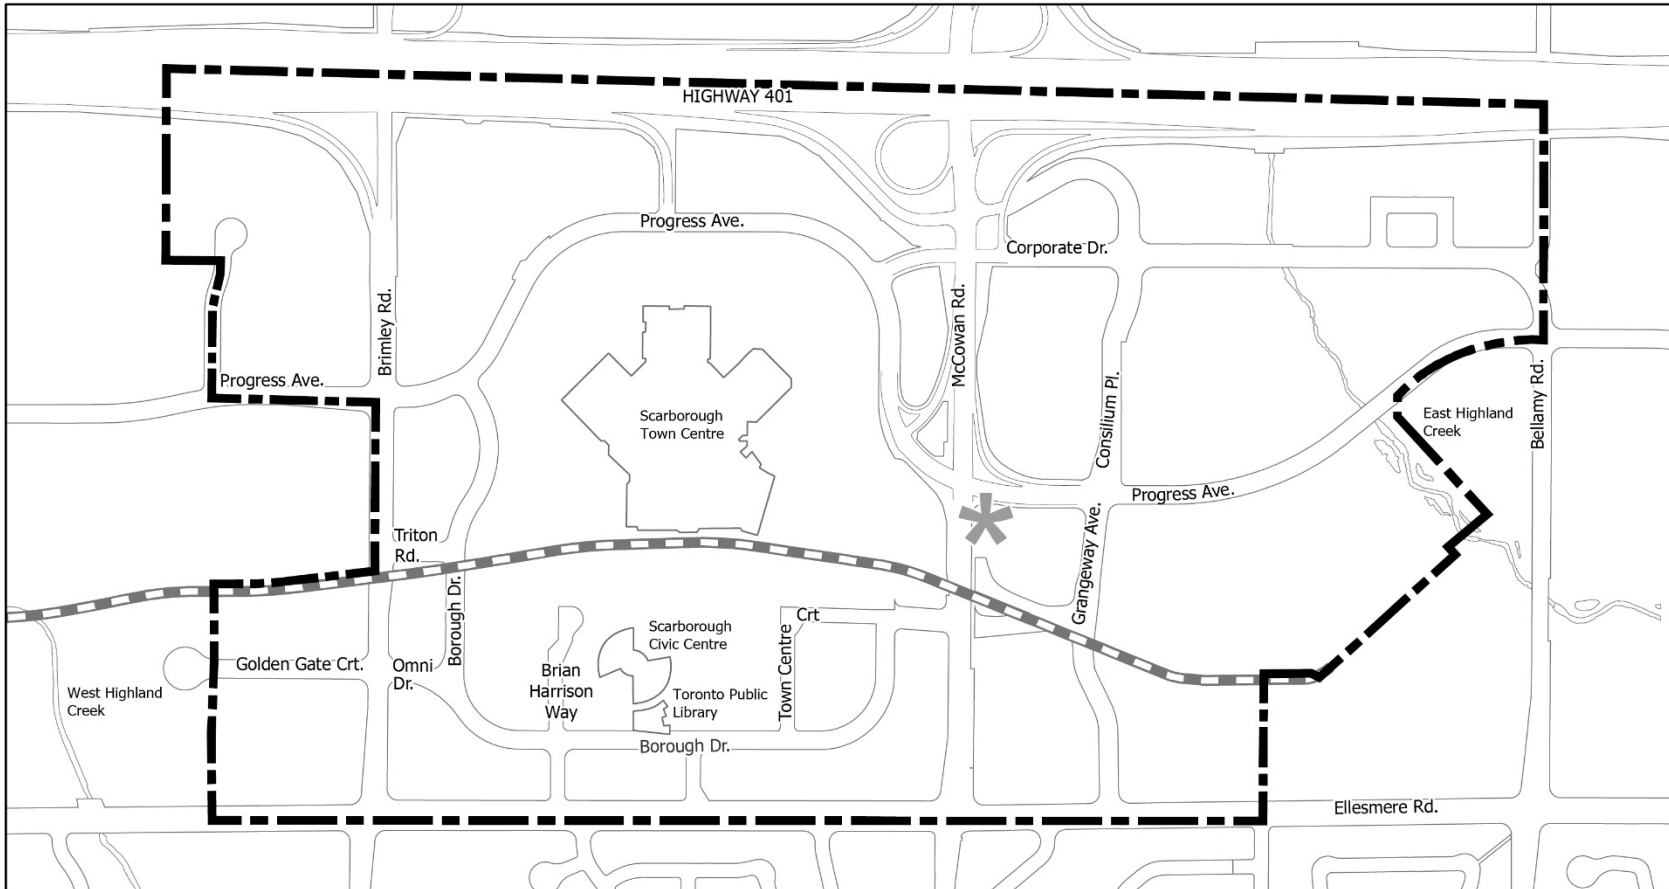 HIGHWAY 401
Progress Ave.
Corporate Dr.
Brimley Rd.
McCowan Rd.
Progress Ave.
Consilium Pl.
Bellamy Rd.
Scarborough
Town Centre
East Highland
Creek
Progress Ave.
Triton
Rd.
Grangeway Ave.
Borough Dr.
Crt
Town Centre
Scarborough
Civic Centre
Golden Gate Crt.
Omni
Dr.
Brian
Harrison
Way
West Highland
Creek
Toronto Public
Library
Borough Dr.
Ellesmere Rd.